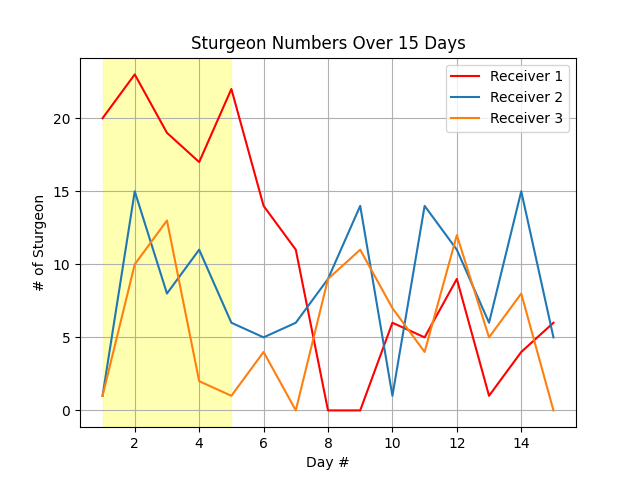 Sturgeon Numbers Over 15 Days
Receiver 1
Receiver 2
Receiver 3
# of Sturgeon
20
15
10
5
0
2 4 6 8 10 12 14
Day #